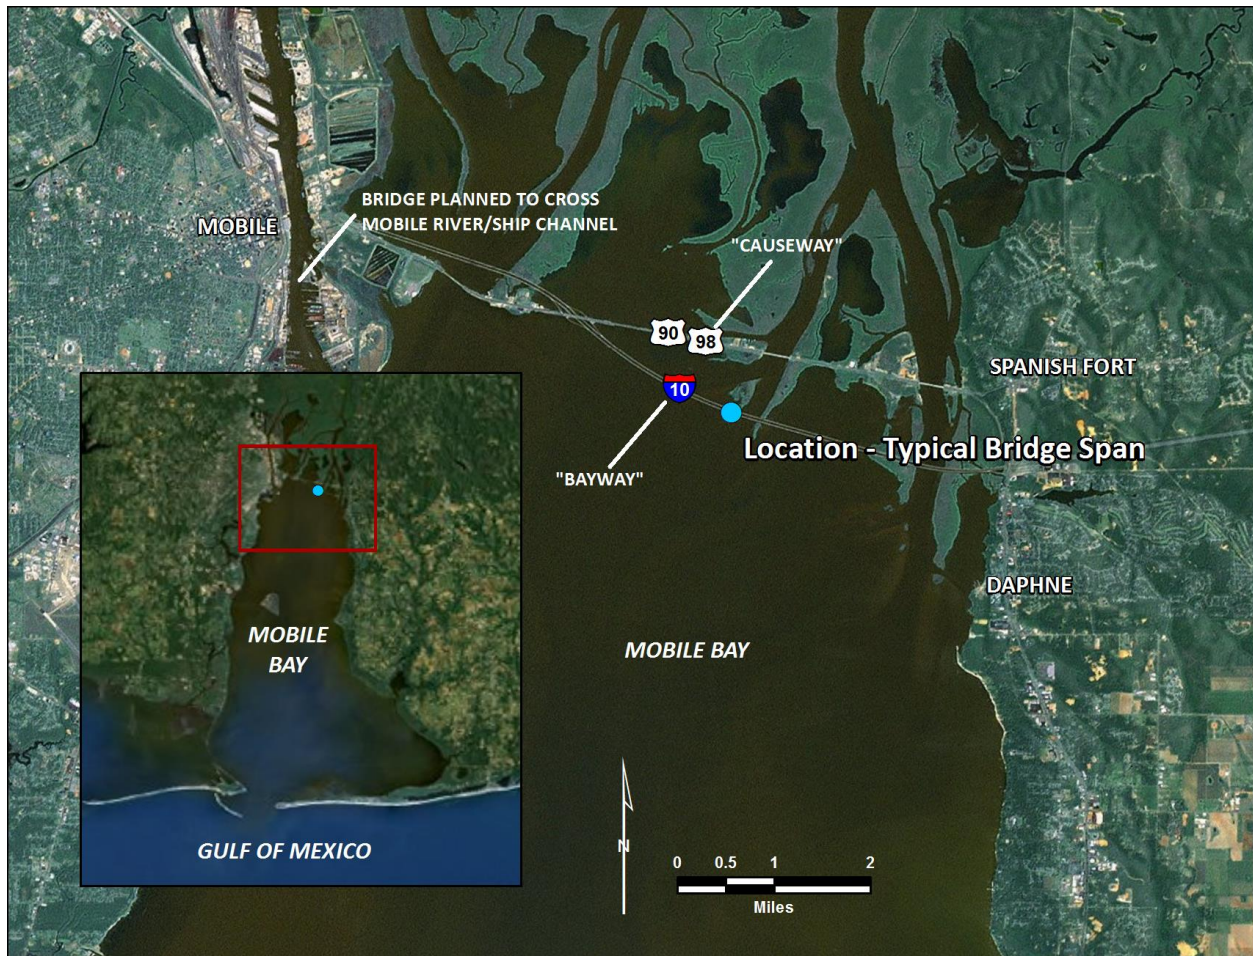 BRIDGE PLANNED TO CROSS
MOBILE RIVER/SHIP CHANNEL
MOBILE
"CAUSEWAY"
90
98
SPANISH FORT
10
Location - Typical Bridge Span
"BAYWAY"
DAPHNE
MOBILE
BAY
MOBILE BAY
GULF OF MEXICO
N
0 0.5 1 2
Miles